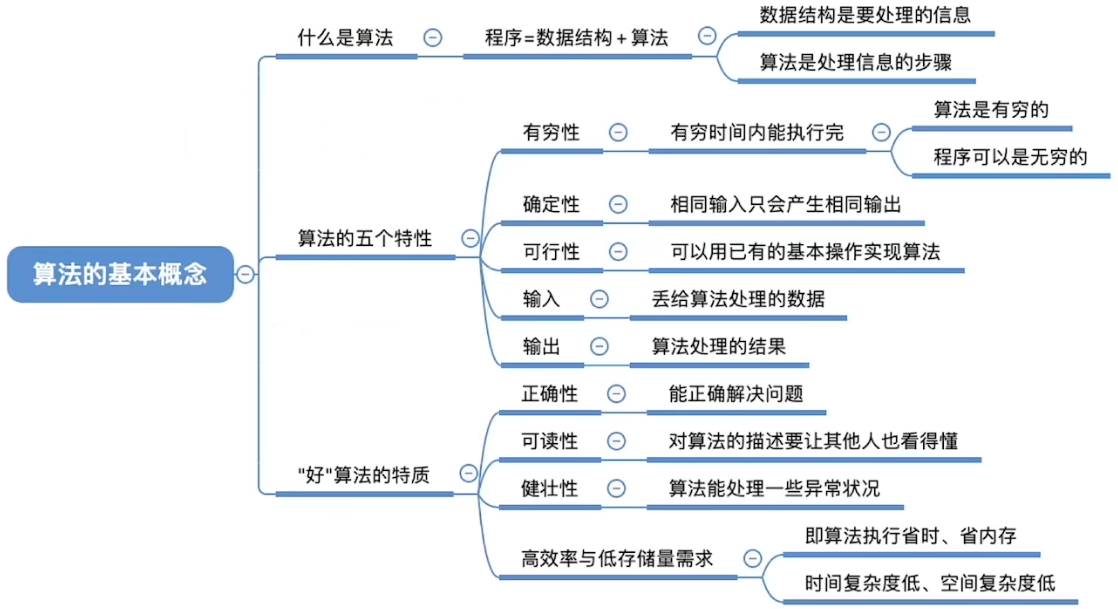 算法的基本概念
什么是算法
程序=数据结构+算法
数据结构是要处理的信息
算法是处理信息的步骤
算法的五个特性
有穷性
有穷时间内能执行完
算法是有穷的
程序可以是无穷的
确定性
相同输入只会产生相同输出
可行性
可以用已有的基本操作实现算法
输入
丢给算法处理的数据
输出
算法处理的结果
"好"算法的特质
正确性
能正确解决问题
可读性
对算法的描述要让其他人也看得懂
健壮性
算法能处理一些异常状况
高效率与低存储量需求
即算法执行省时、省内存
时间复杂度低、空间复杂度低